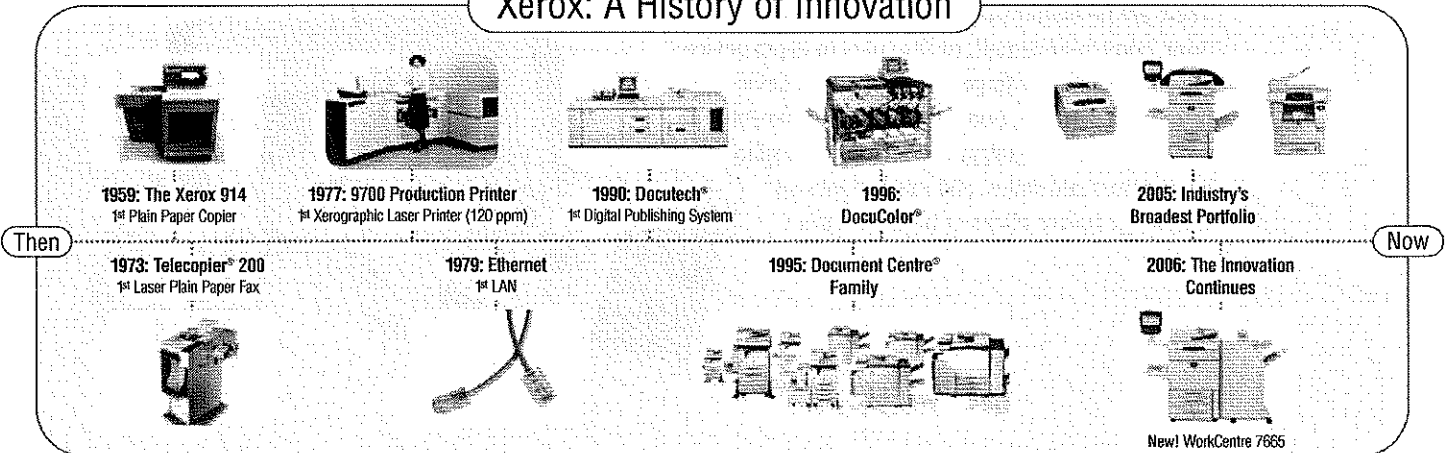 Xerox: A History of Innovation
1959: The Xerox 914
1st Plain Paper Copier
1977: 9700 Production Printer
1st Xerographic Laser Printer (120 ppm)
1990: Docutech®
1st Digital Publishing System
1996:
DocuColor®
2005: Industry's
Broadest Portfolio
Then
Now
1973: Telecopier® 200
1st Laser Plain Paper Fax
1979: Ethernet
1st LAN
1995: Document Centre®
Family
2006: The Innovation
Continues
New! WorkCentre 7665